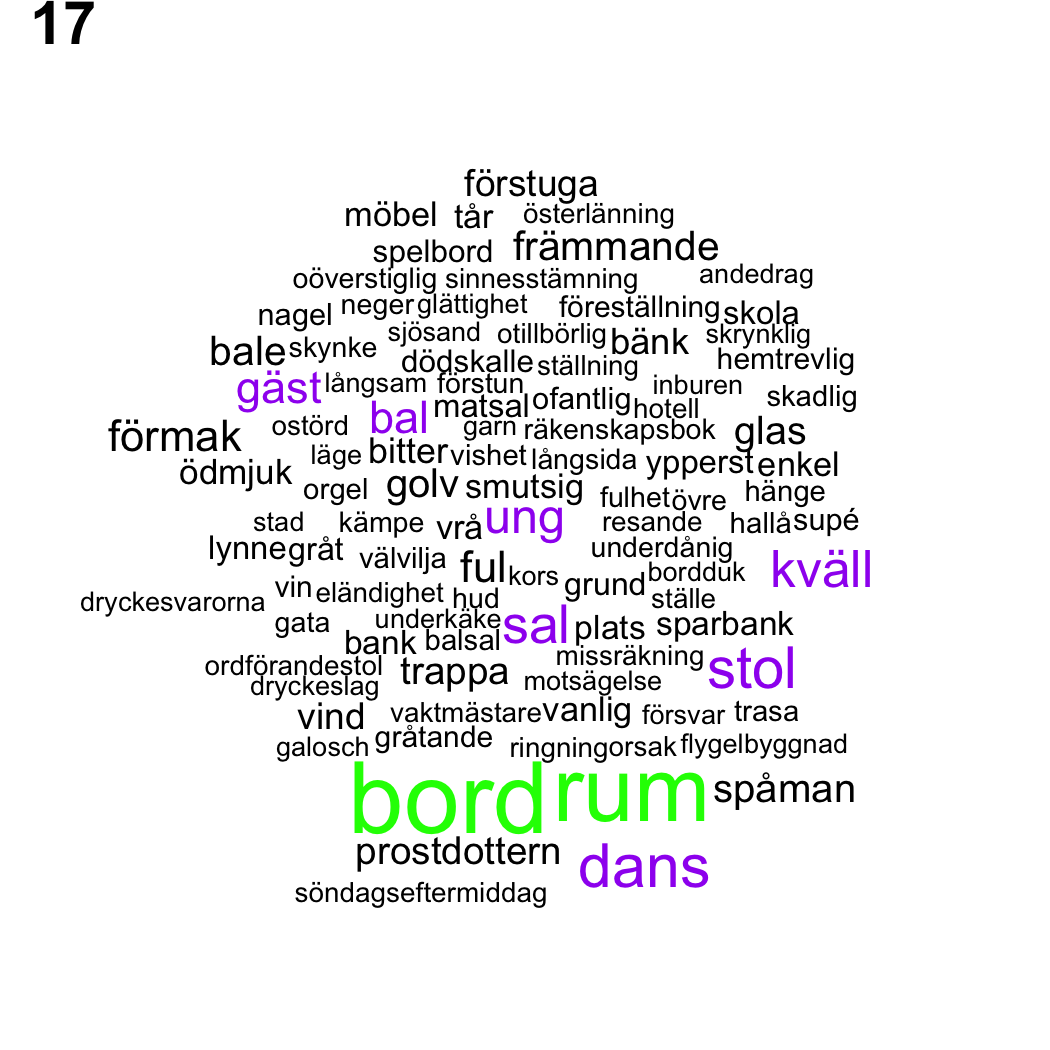 17
förstuga
möbel tår österlänning
spelbord främmande
oöverstiglig sinnesstämning andedrag
nagel neger glättighet föreställning skola
sjösand otillbörlig bänk skrynklig
bale skynke dödskalle ställning hemtrevlig
gäst långsam förstun inburen skadlig
bal matsal ofantlig hotell
förmak ostörd garn räkenskapsbok glas
läge bitter vishet långsida ypperst enkel
ödmjuk orgel golv smutsig fulhet övre hänge
stad kämpe vrå ung resande hallå supé
lynne gråt välvilja underdånig
ful kors grund bordduk kväll
dryckesvarorna vin eländighet hud ställe
gata underkäke sal plats sparbank
bank balsal
ordförandestol trappa missräkning stol
dryckeslag motsägelse
vind vaktmästare vanlig försvar trasa
galosch gråtande ringning orsak flygelbyggnad
bord rum spåman
prostdottern dans
söndagseftermiddag